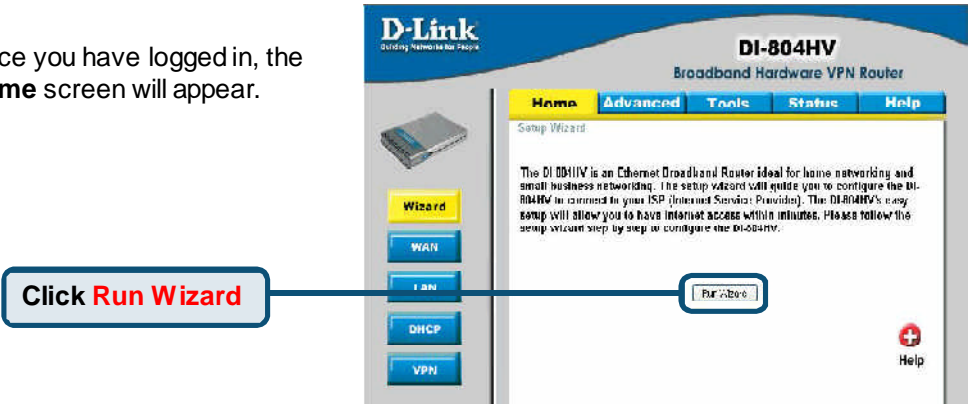 ce you have logged in, the
me screen will appear.
Click Run Wizard
D-Link
Building Networks for People
DI-804HV
Broadband Hardware VPN Router
Home Advanced Tools Status Help
Setup Wizard
The is an Ethernet Broadband Router ideal for home networking and
small business networking. The setup wizard will guide you to configure the DI-
804HV to connect to your ISP (Internet Service Provider). The DI-804HV's easy
setup will allow you to have Internet access within minutes. Please follow the
setup wizard step by step to configure the DI-804HV.
Run Wizard
Wizard
WAN
LAN
DHCP
VPN
Help